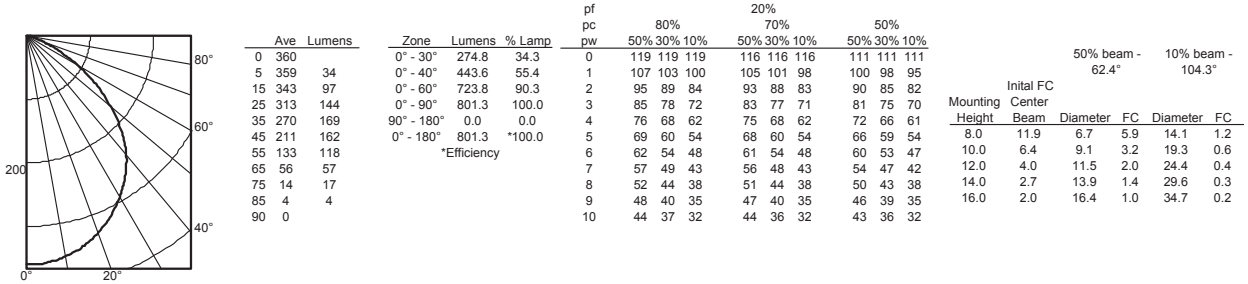 80°
60°
200
40°
0° 20°
Ave Lumens
0 360
5 359 34
15 343 97
25 313 144
35 270 169
45 211 162
55 133 118
65 56 57
75 14 17
85 4 4
90 0
Zone Lumens % Lamp
0° - 30° 274.8 34.3
0° - 40° 443.6 55.4
0° - 60° 723.8 90.3
0° - 90° 801.3 100.0
90° - 180° 0.0 0.0
0° - 180° 801.3 *100.0
*Efficiency
pf 20%
pc 80% 70% 50%
pw 50% 30% 10% 50% 30% 10% 50% 30% 10%
0 119 119 119 116 116 116 111 111 111
1 107 103 100 105 101 98 100 98 95
2 95 89 84 93 88 83 90 85 82
3 85 78 72 83 77 71 81 75 70
4 76 68 62 75 68 62 72 66 61
5 69 60 54 68 60 54 66 59 54
6 62 54 48 61 54 48 60 53 47
7 57 49 43 56 48 43 54 47 42
8 52 44 38 51 44 38 50 43 38
9 48 40 35 47 40 35 46 39 35
10 44 37 32 44 36 32 43 36 32
50% beam - 10% beam -
62.4° 104.3°
Inital FC
Mounting Center
Height Beam Diameter FC Diameter FC
8.0 11.9 6.7 5.9 14.1 1.2
10.0 6.4 9.1 3.2 19.3 0.6
12.0 4.0 11.5 2.0 24.4 0.4
14.0 2.7 13.9 1.4 29.6 0.3
16.0 2.0 16.4 1.0 34.7 0.2